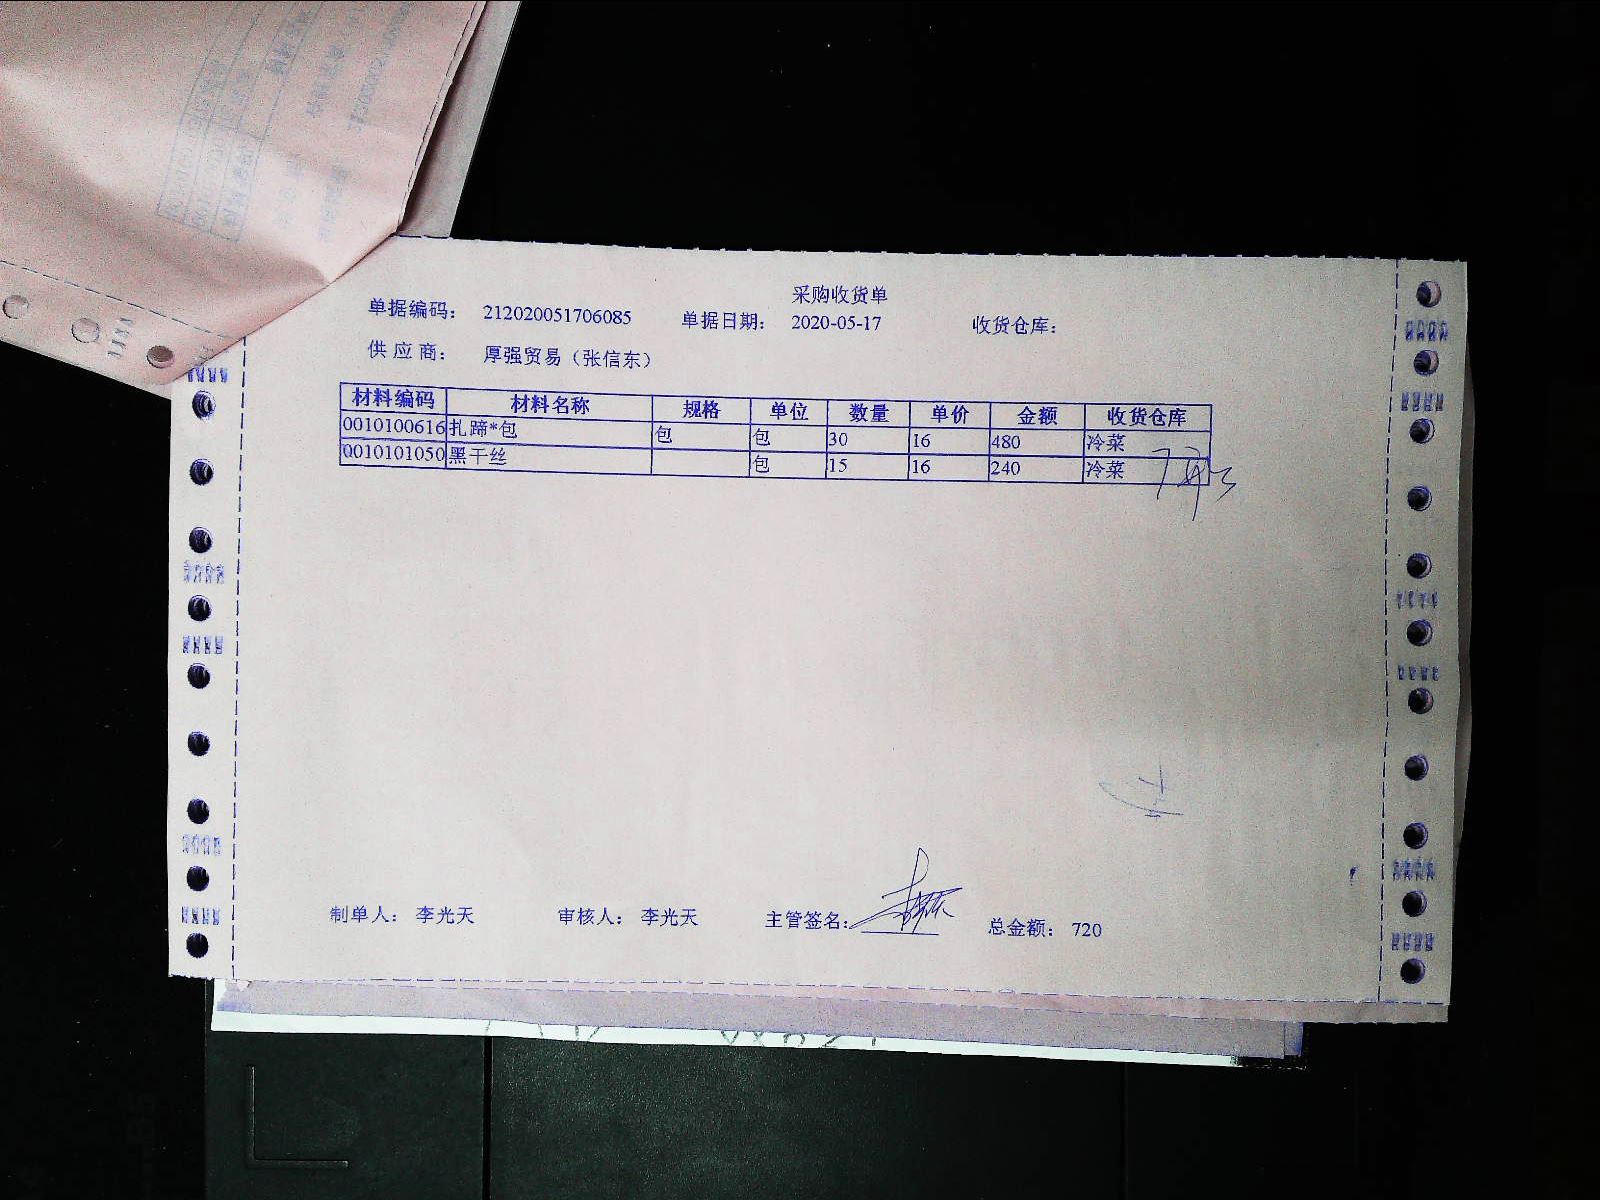 采购收货单
单据编码： 212020051706085 单据日期： 2020-05-17 收货仓库：
供 应 商： 厚强贸易（张信东）
材料编码 材料名称 规格 单位 数量 单价 金额 收货仓库
0010100616 扎蹄*包 包 包 30 16 480 冷菜
0010101050 黑干丝 包 15 16 240 冷菜
制单人： 李光天 审核人： 李光天 主管签名： 总金额： 720